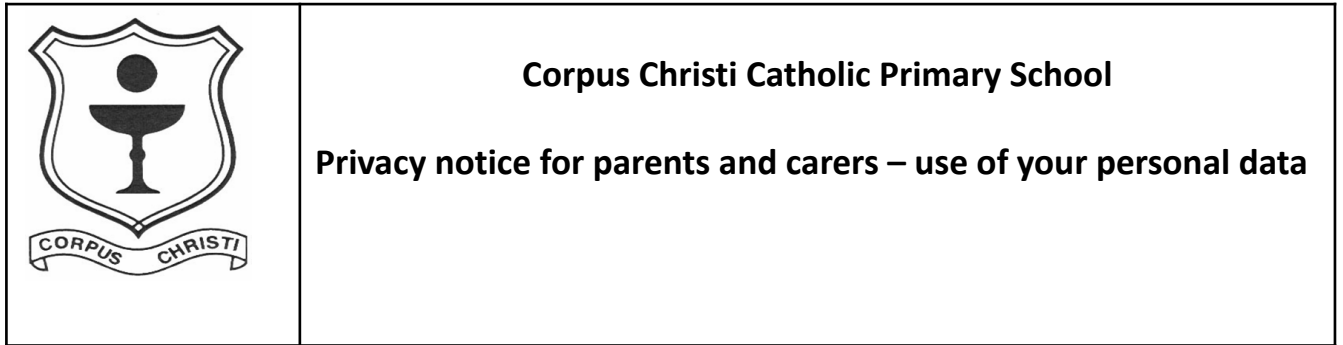 CORPUS CHRISTI
Corpus Christi Catholic Primary School
Privacy notice for parents and carers – use of your personal data